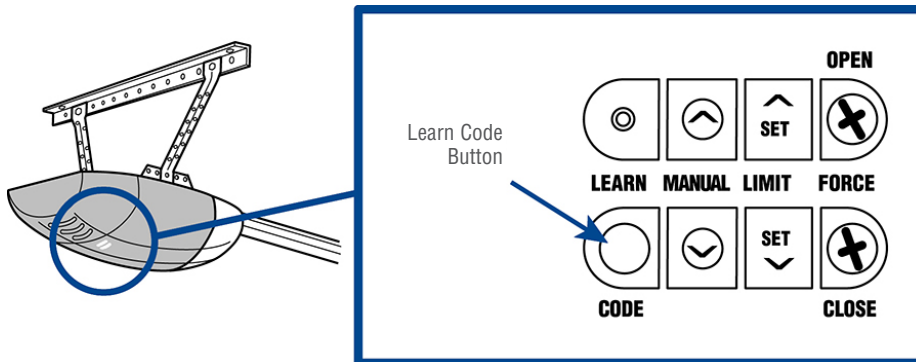 OPEN
Learn Code
Button
SET
LEARN MANUAL LIMIT FORCE
SET
CODE CLOSE